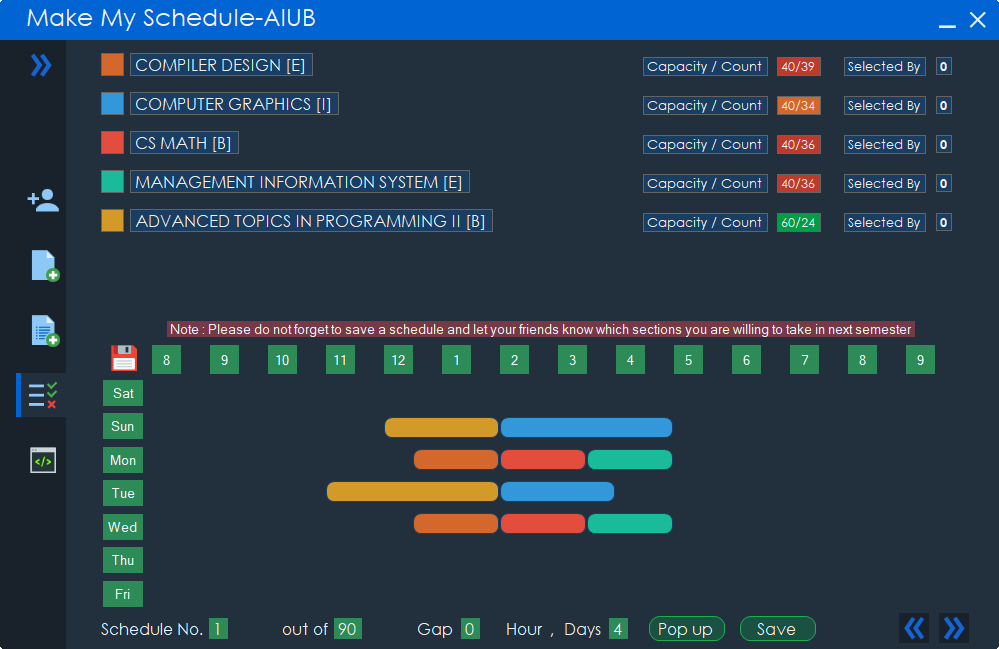 Make My Schedule-AIUB
COMPILER DESIGN [E] Capacity / Count 40/39 Selected By 0
COMPUTER GRAPHICS [I] Capacity / Count 40/34 Selected By 0
CS MATH [B] Capacity / Count 40/36 Selected By 0
MANAGEMENT INFORMATION SYSTEM [E] Capacity / Count 40/36 Selected By 0
ADVANCED TOPICS IN PROGRAMMING II [B] Capacity / Count 60/24 Selected By 0
Note : Please do not forget to save a schedule and let your friends know which sections you are willing to take in next semester
8 9 10 11 12 1 2 3 4 5 6 7 8 9
Sat
Sun
Mon
Tue
Wed
Thu
Fri
Schedule No. 1 out of 90 Gap 0 Hour , Days 4 Pop up Save